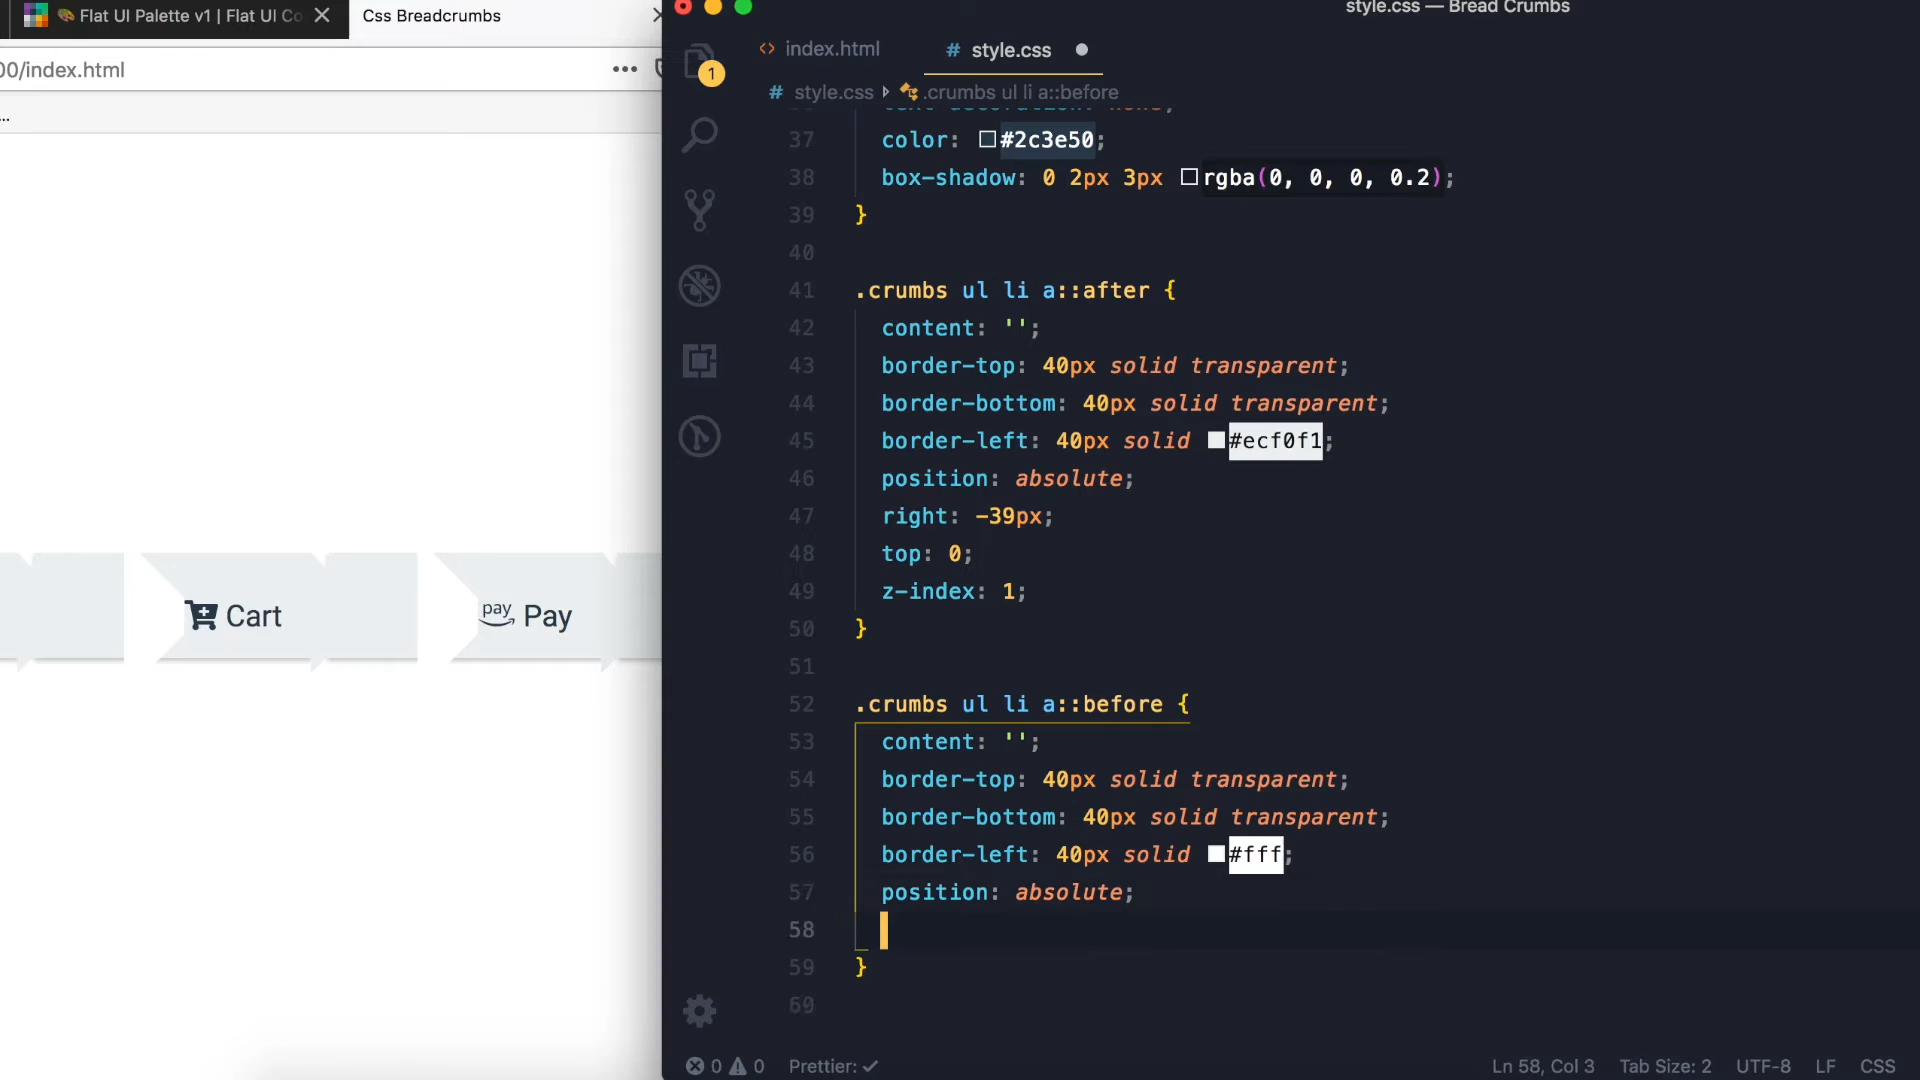 Flat UI Palette v1 | Flat UI Co
Css Breadcrumbs
00/index.html
...
Cart
pay Pay
style.css — Bread Crumbs
index.html
# style.css
1
# style.css .crumbs ul li a::before
37 color: #2c3e50;
38 box-shadow: 0 2px 3px rgba(0, 0, 0, 0.2);
39 }
40
41 .crumbs ul li a::after {
42 content: '';
43 border-top: 40px solid transparent;
44 border-bottom: 40px solid transparent;
45 border-left: 40px solid #ecf0f1;
46 position: absolute;
47 right: -39px;
48 top: 0;
49 z-index: 1;
50 }
51
52 .crumbs ul li a::before {
53 content: '';
54 border-top: 40px solid transparent;
55 border-bottom: 40px solid transparent;
56 border-left: 40px solid #fff;
57 position: absolute;
58
59 }
60
0 0 Prettier: ✓ Ln 58, Col 3 Tab Size: 2 UTF-8 LF CSS